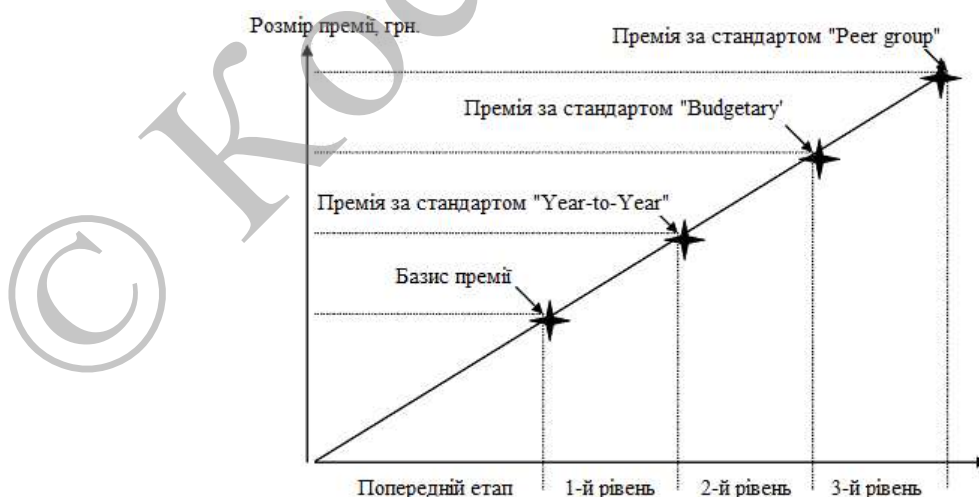 Розмір премії, грн.
Премія за стандартом "Peer group"
Премія за стандартом "Budgetary'
Премія за стандартом "Year-to-Year"
Базис премії
Попередній етап
1-й рівень
2-й рівень
3-й рівень
©